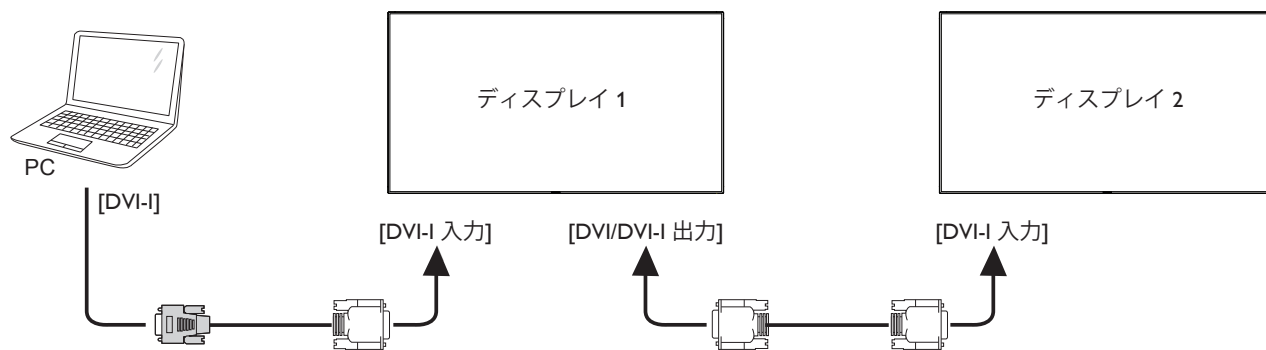 ディスプレイ 1
ディスプレイ 2
PC
[DVI-I]
[DVI-I 入力]
[DVI/DVI-I 出力]
[DVI-I 入力]